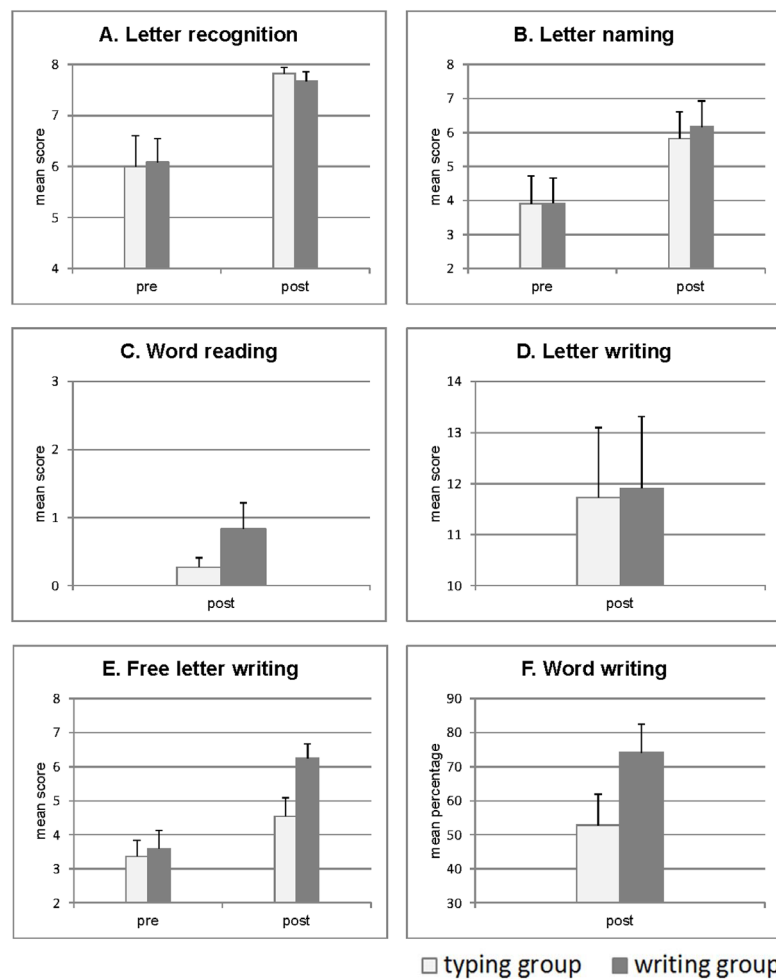 A. Letter recognition
8
7
6
5
4
mean score
pre post
B. Letter naming
8
7
6
5
4
3
2
mean score
pre post
C. Word reading
3
2
1
0
mean score
post
D. Letter writing
14
13
12
11
10
mean score
post
E. Free letter writing
8
7
6
5
4
3
2
mean score
pre post
F. Word writing
90
80
70
60
50
40
30
mean percentage
post
typing group writing group